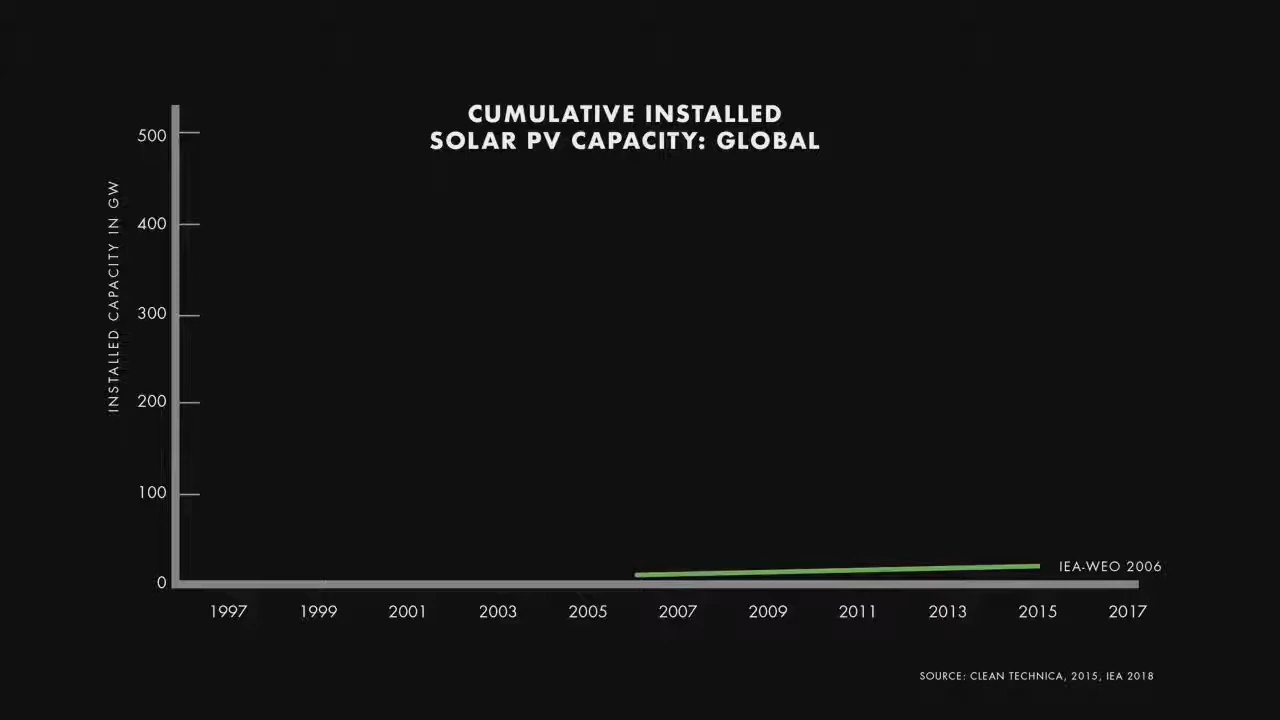 CUMULATIVE INSTALLED
SOLAR PV CAPACITY: GLOBAL
INSTALLED CAPACITY IN GW
500
400
300
200
100
0
IEA-WEO 2006
1997 1999 2001 2003 2005 2007 2009 2011 2013 2015 2017
SOURCE: CLEAN TECHNICA, 2015, IEA 2018